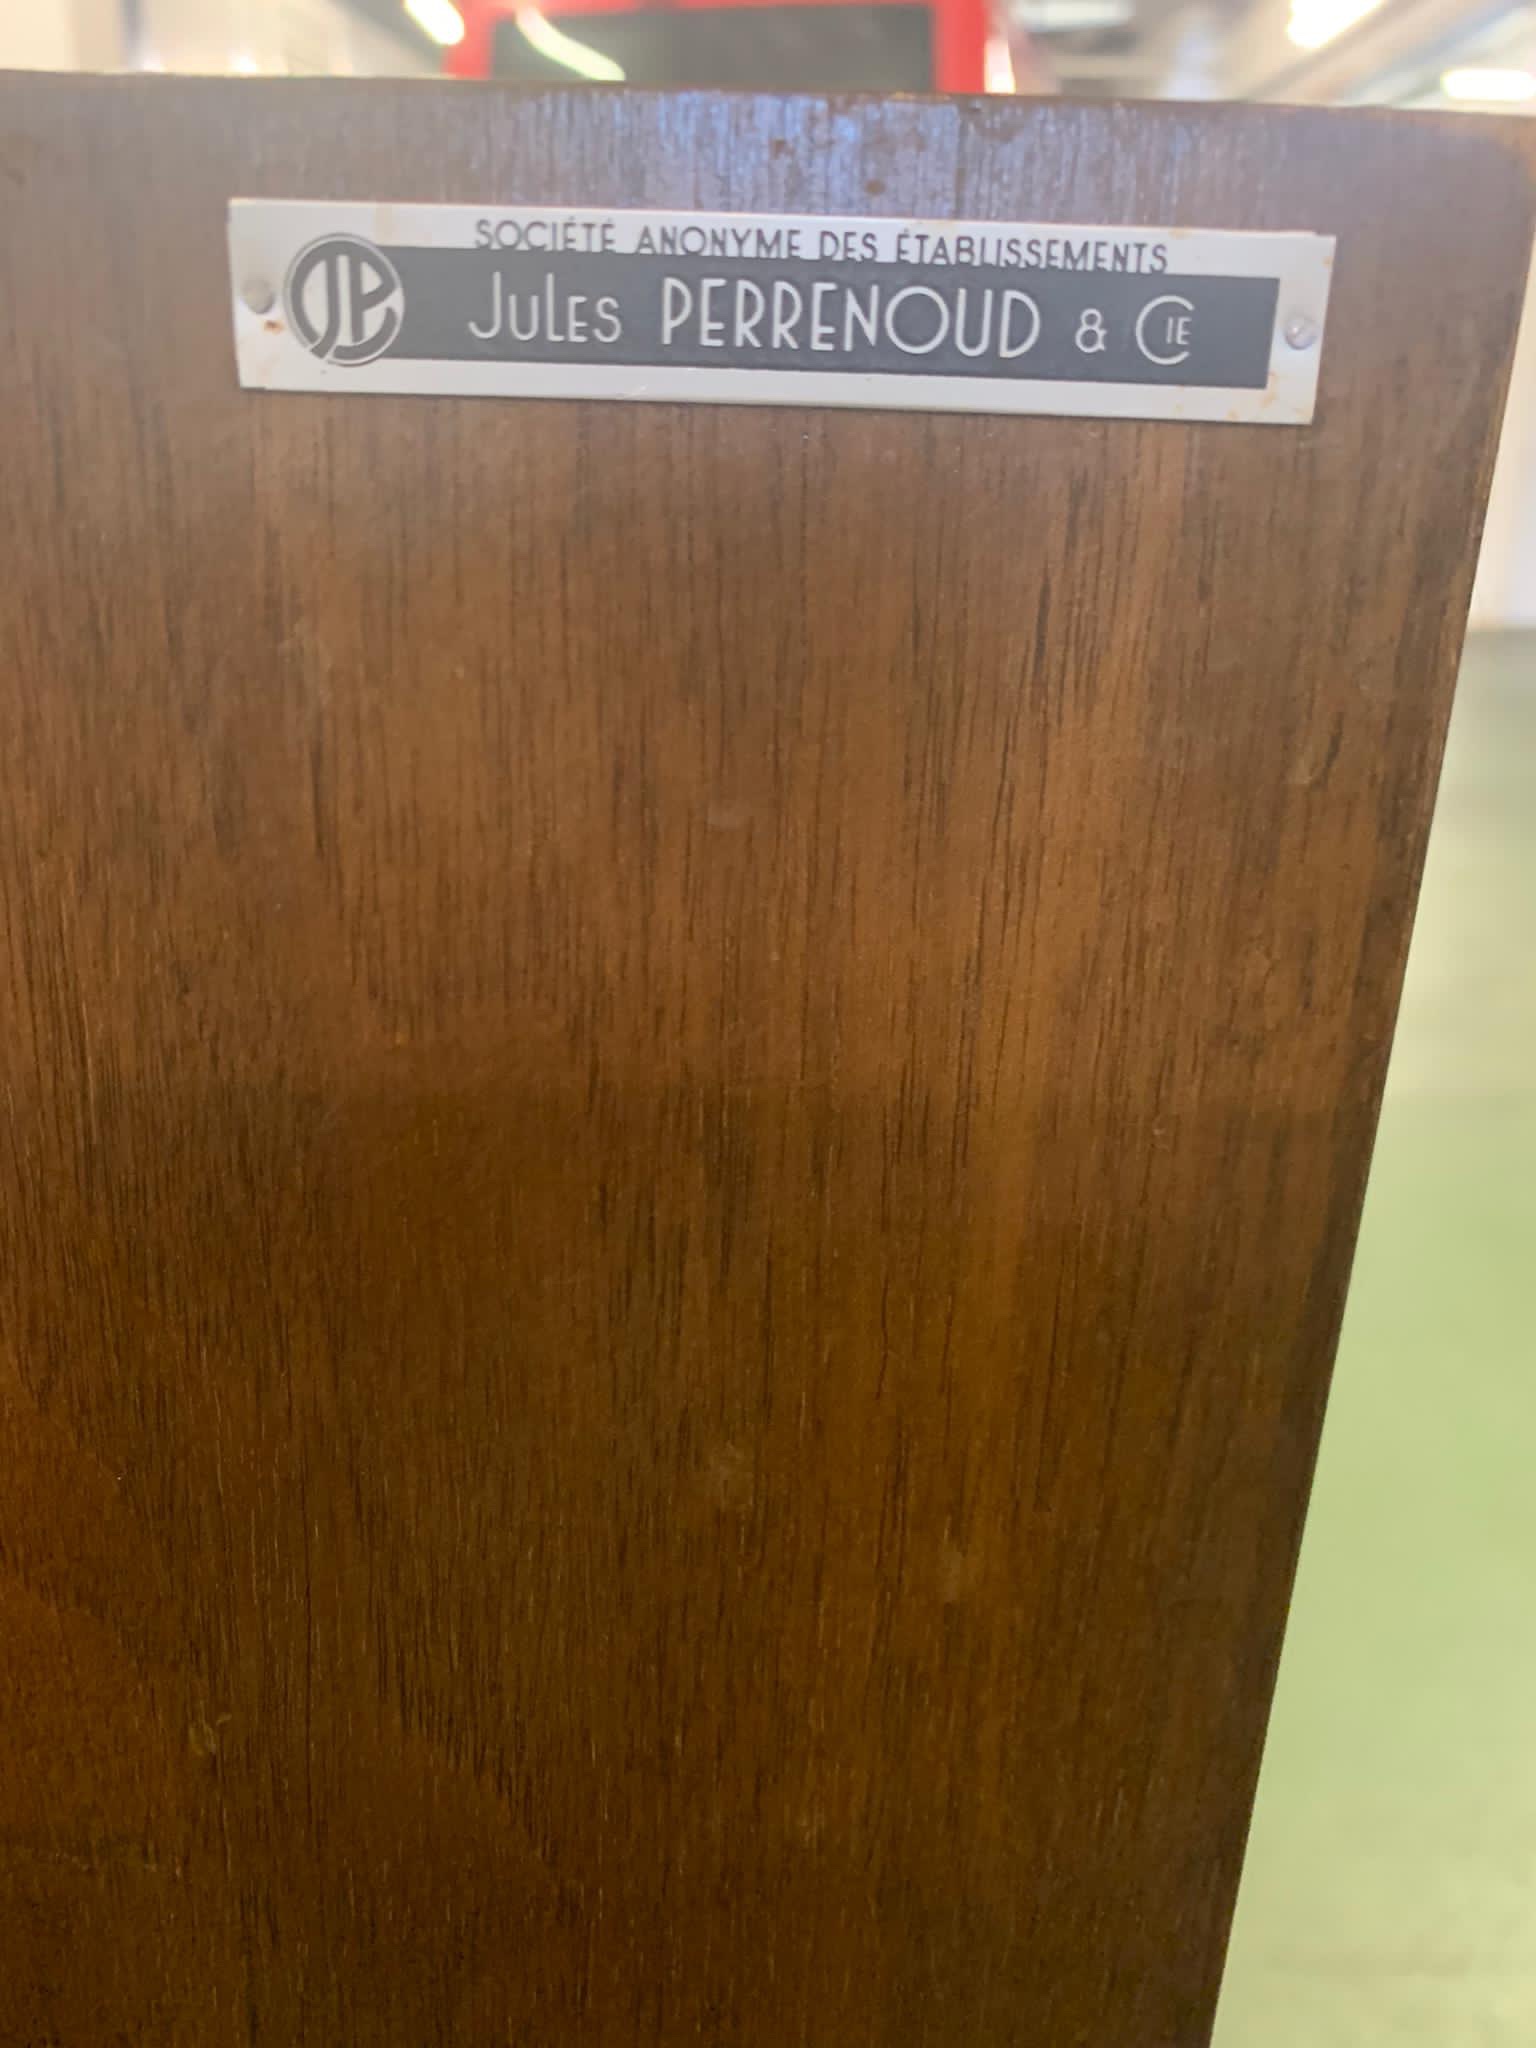 SOCIÉTÉ ANONYME DES ÉTABLISSEMENTS
JP JULES PERRENOUD & CIE